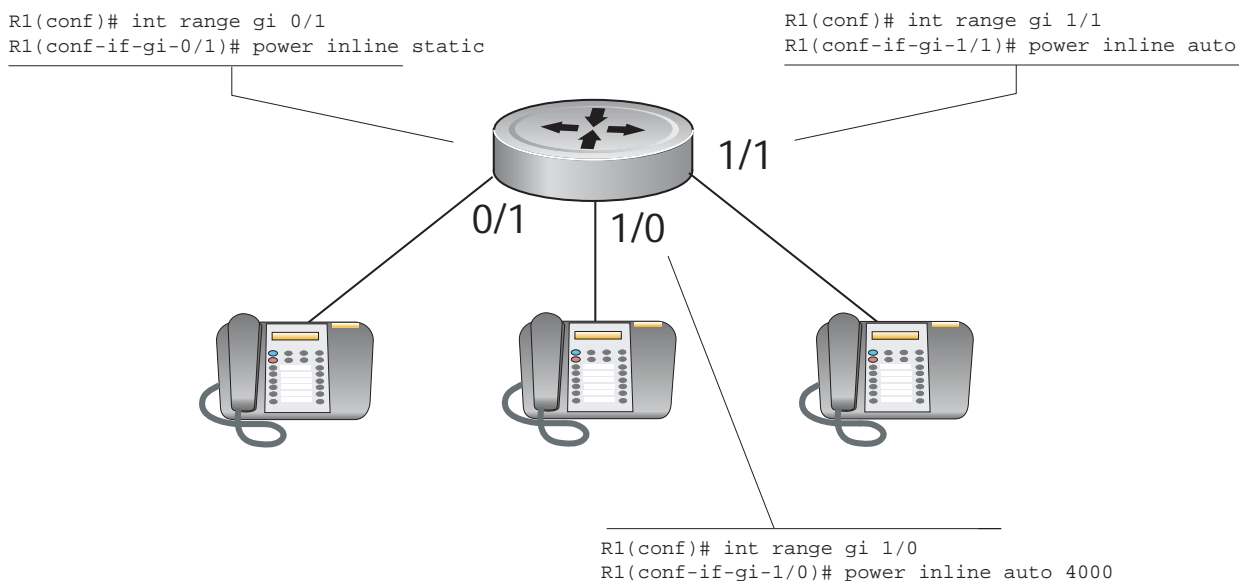 R1(conf)# int range gi 0/1
R1(conf-if-gi-0/1)# power inline static
R1(conf)# int range gi 1/1
R1(conf-if-gi-1/1)# power inline auto
1/1
0/1
1/0
R1(conf)# int range gi 1/0
R1(conf-if-gi-1/0)# power inline auto 4000